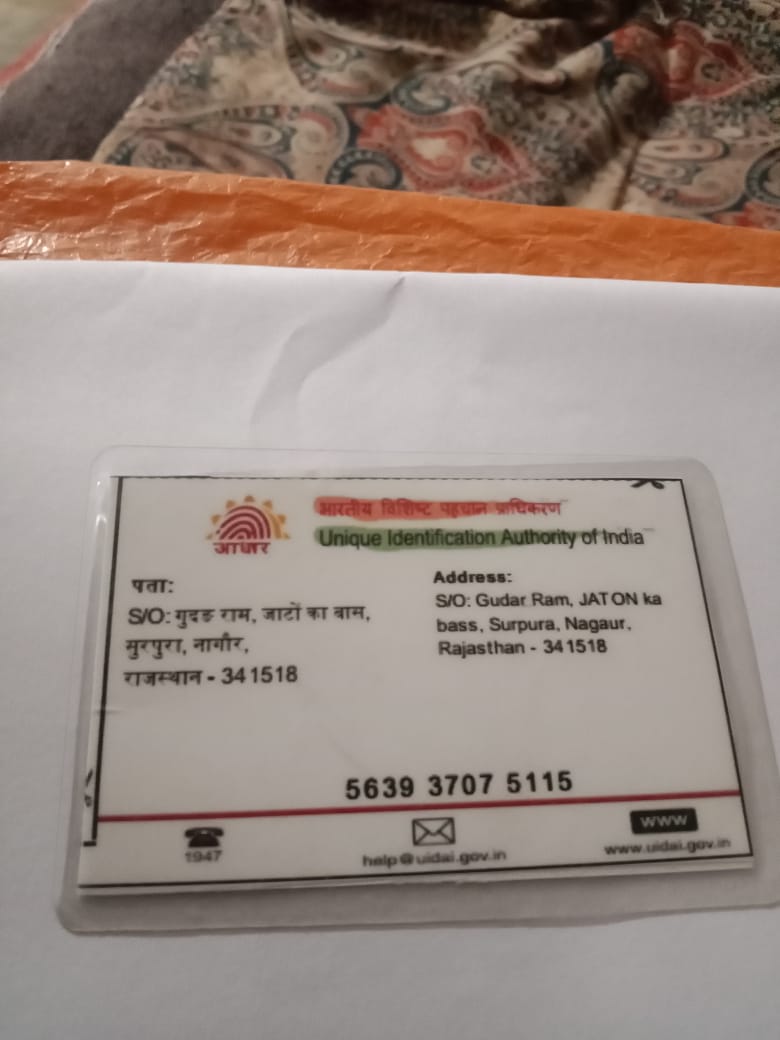 भारतीय विशिष्ट पहचान प्राधिकरण
Unique Identification Authority of India
आधार
पता:
S/O: गुदङ राम, जाटों का बास,
सुरपुरा, नागौर,
राजस्थान - 341518
Address:
S/O: Gudar Ram, JATON ka
bass, Surpura, Nagaur,
Rajasthan - 341518
5639 3707 5115
1947
help@uidai.gov.in
www
www.uidai.gov.in